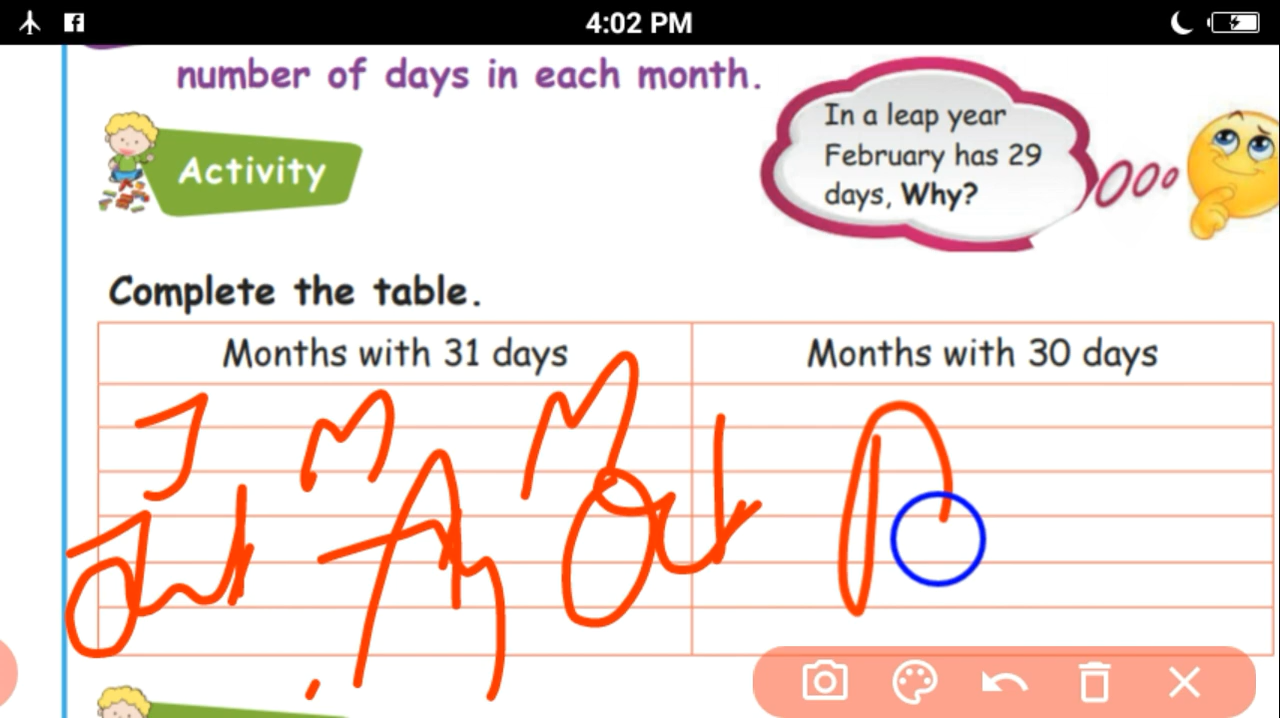 4:02 PM
number of days in each month.
In a leap year
February has 29
days, Why?
Activity
Complete the table.
Months with 31 days
Months with 30 days
J M M
Oct